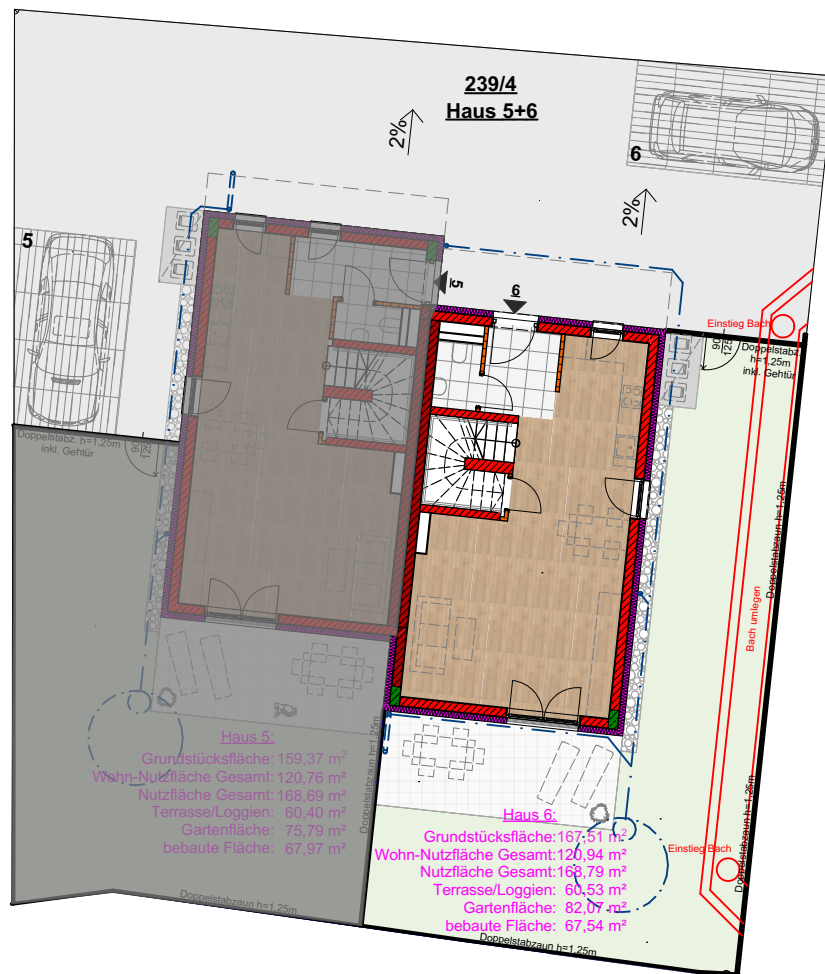 239/4
Haus 5+6
2%
6
2%
5
5
6
Einstieg Bach
90
125
Doppelstabz.
h=1,25m
inkl. Gehtür
Doppelstabz. h=1.25m
inkl. Gehtür
90
125
Doppelstabzaun h=1,25m
Bach umlegen
Doppelstabzaun h=1,25m
Haus 5:
Grundstücksfläche: 159,37 m²
Wohn-Nutzfläche Gesamt: 120,76 m²
Nutzfläche Gesamt: 168,69 m²
Terrasse/Loggien: 60,40 m²
Gartenfläche: 75,79 m²
bebaute Fläche: 67,97 m²
Haus 6:
Grundstücksfläche: 167,51 m²
Wohn-Nutzfläche Gesamt: 120,94 m²
Nutzfläche Gesamt: 168,79 m²
Terrasse/Loggien: 60,53 m²
Gartenfläche: 82,07 m²
bebaute Fläche: 67,54 m²
Einstieg Bach
Doppelstabzaun h=1,25m
Doppelstabzaun h=1,25m
Doppelstabzaun h=1,25m